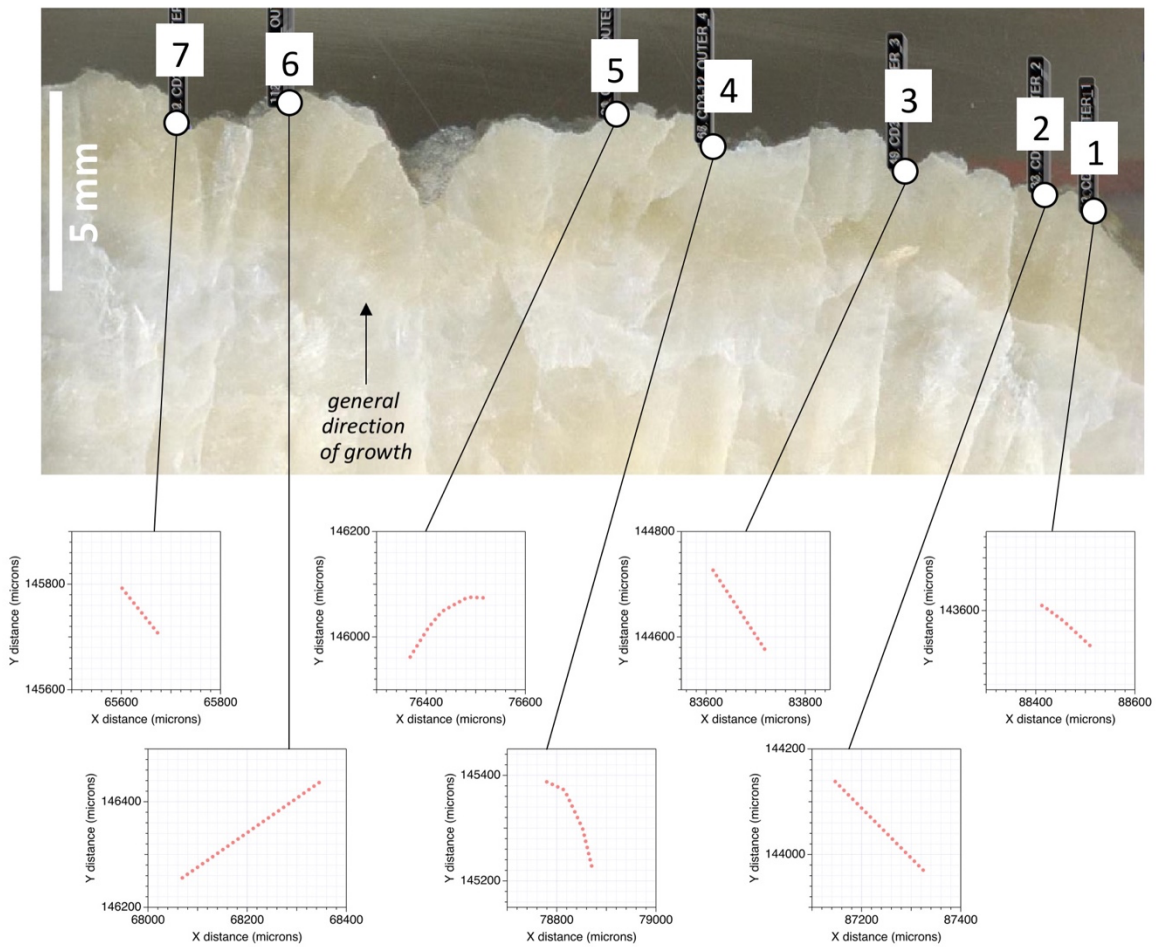 7
6
5
4
3
2
1
5 mm
general
direction
of growth
Y distance (microns)
145800
145600
65600
65800
X distance (microns)
Y distance (microns)
146200
146000
76400
76600
X distance (microns)
Y distance (microns)
144800
144600
83600
83800
X distance (microns)
Y distance (microns)
143600
88400
88600
X distance (microns)
Y distance (microns)
146400
146200
68000
68200
68400
X distance (microns)
Y distance (microns)
145400
145200
78800
79000
X distance (microns)
Y distance (microns)
144200
144000
87200
87400
X distance (microns)